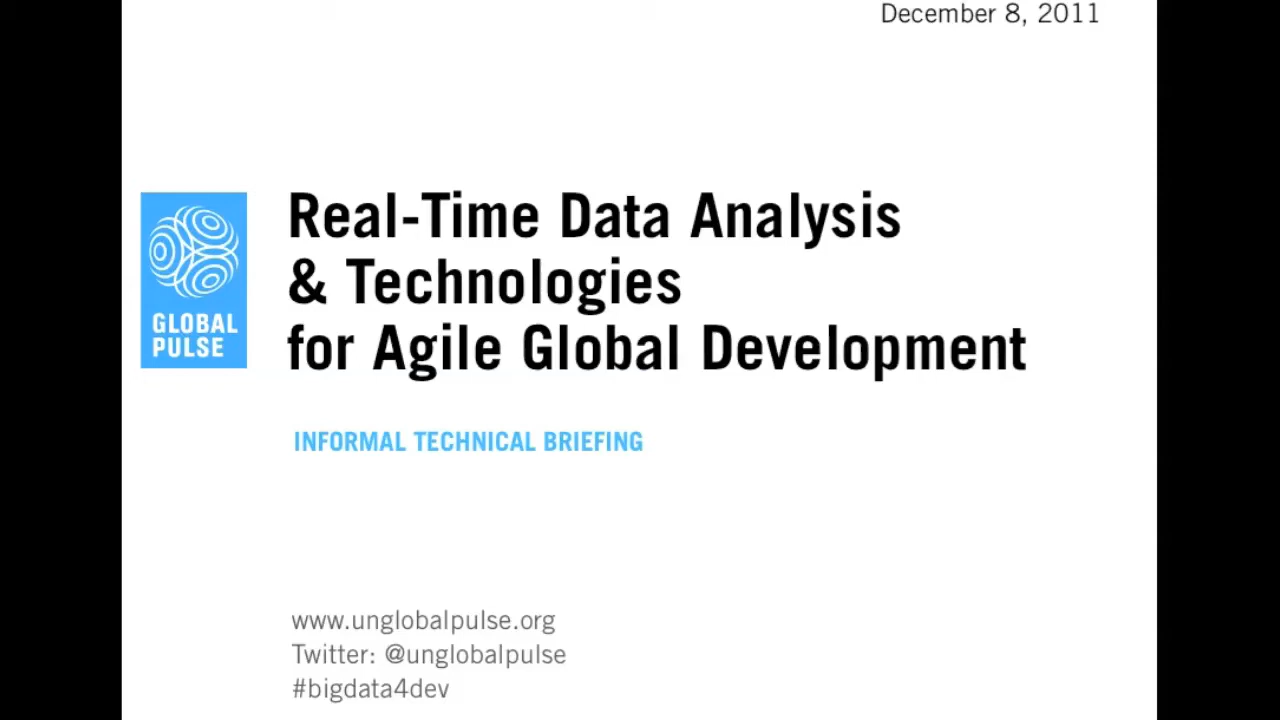 December 8, 2011
Real-Time Data Analysis
& Technologies
for Agile Global Development
GLOBAL
PULSE
INFORMAL TECHNICAL BRIEFING
www.unglobalpulse.org
Twitter: @unglobalpulse
#bigdata4dev